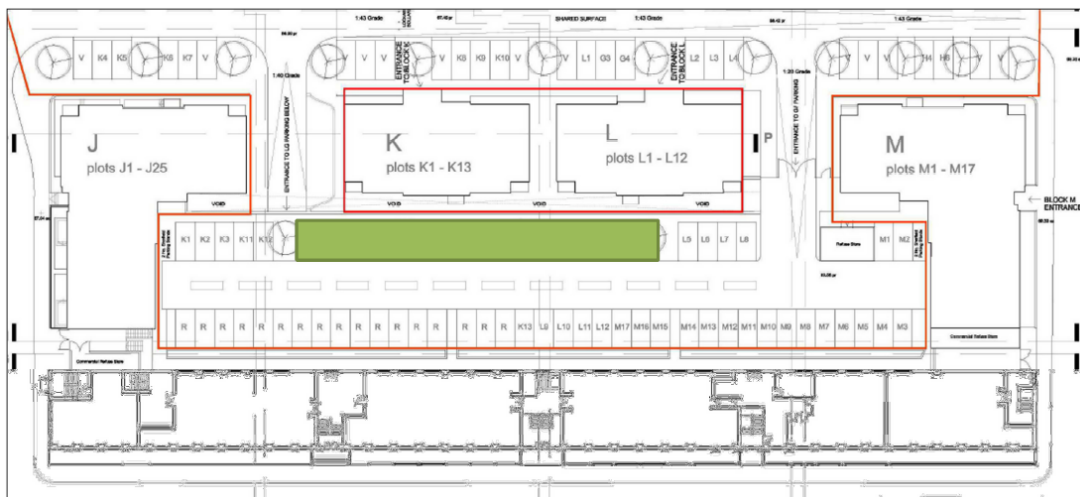 1:43 Grade
SHARED SURFACE
1:43 Grade
1:43 Grade
V K4 K5 V K6 K7 V
V V V
ENTRANCE
TO BLOCK K
V K8 K9 K10 V
V L1 G3 G4
ENTRANCE
TO BLOCK L
L2 L3 L4
V V V V
H4
V V
1:40 Grade
ENTRANCE TO LG PARKING BELOW
ENTRANCE TO G/F PARKING
J
plots J1 - J25
K
plots K1 - K13
L
plots L1 - L12
P
M
plots M1 - M17
BLOCK M
ENTRANCE
VOID
VOID
VOID
VOID
K1 K2 K3 K11 K12
L5 L6 L7 L8
Refuse Store
M1 M2
R R R R R R R R R R R R R R R K13 L9 L10 L11 L12 M17 M16 M15 M14 M13 M12 M11 M10 M9 M8 M7 M6 M5 M4 M3
Commercial Refuse Store
Commercial Refuse Store